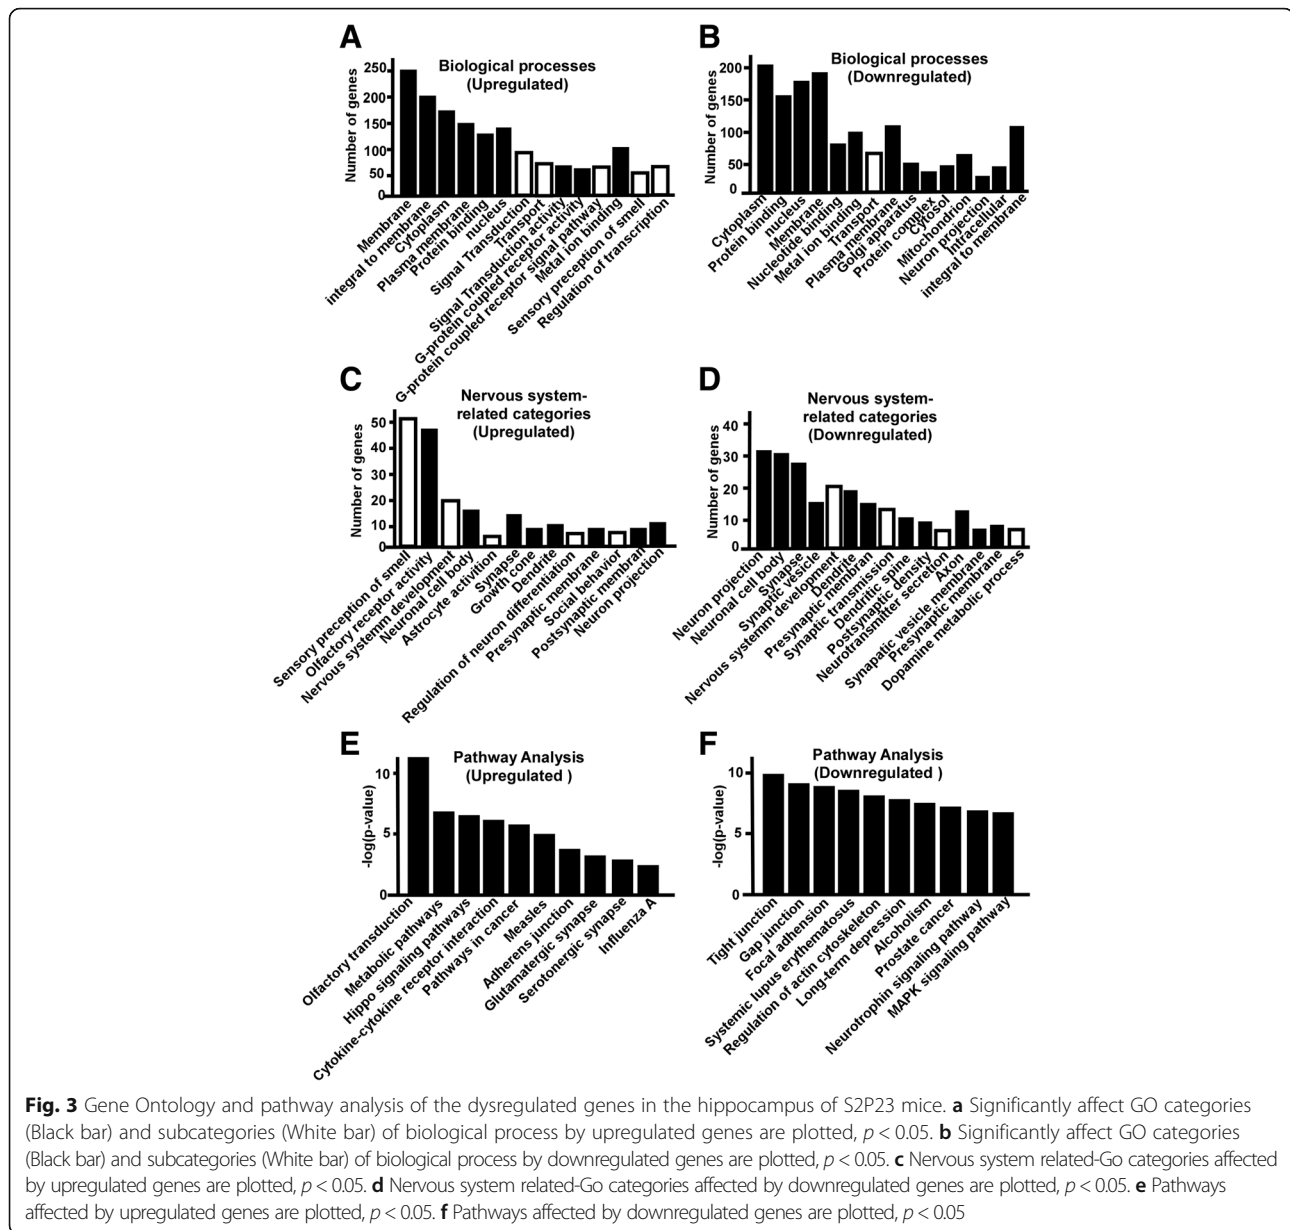 A
Biological processes
(Upregulated)
Number of genes
250
200
150
100
50
0
Membrane
integral to membrane
Cytoplasm
Plasma membrane
Protein binding
nucleus
Signal Transduction
Transport
Signal Transduction activity
G-protein coupled receptor activity
G-protein coupled receptor signal pathway
Metal ion binding
Sensory preception of smell
Regulation of transcription
B
Biological processes
(Downregulated)
Number of genes
200
150
100
50
0
Cytoplasm
Protein binding
nucleus
Membrane
Nucleotide binding
Metal ion binding
Transport
Plasma membrane
Golgi apparatus
Protein complex
Cytosol
Mitochondrion
Neuron projection
Intracellular
integral to membrane
C
Nervous system-
related categories
(Upregulated)
Number of genes
50
40
30
20
10
0
Sensory preception of smell
Olfactory receptor activity
Nervous systemn development
Neuronal cell body
Astrocyte activition
Synapse
Growth cone
Dendrite
Regulation of neuron differentiation
Presynaptic membrane
Social behavior
Postsynaptic membran
Neuron projection
D
Nervous system-
related categories
(Downregulated)
Number of genes
40
30
20
10
0
Neuron projection
Neuronal cell body
Synapse
Synaptic vesicle
Nervous systemn development
Dendrite
Presynaptic membran
Synaptic transmission
Dendritic spine
Postsynaptic density
Neurotransmitter secretion
Axon
Synapatic vesicle membrane
Presynaptic membrane
Dopamine metabolic process
E
Pathway Analysis
(Upregulated )
-log(p-value)
10
5
0
Olfactory transduction
Metabolic pathways
Hippo signaling pathways
Cytokine-cytokine receptor interaction
Pathways in cancer
Measles
Adherens junction
Glutamatergic synapse
Serotonergic synapse
Influenza A
F
Pathway Analysis
(Downregulated )
-log(p-value)
10
5
0
Tight junction
Gap junction
Focal adhension
Systemic lupus erythematosus
Regulation of actin cytoskeleton
Long-term depression
Alcoholism
Prostate cancer
Neurotrophin signaling pathway
MAPK signaling pathway
Fig. 3 Gene Ontology and pathway analysis of the dysregulated genes in the hippocampus of S2P23 mice. a Significantly affect GO categories
(Black bar) and subcategories (White bar) of biological process by upregulated genes are plotted, p < 0.05. b Significantly affect GO categories
(Black bar) and subcategories (White bar) of biological process by downregulated genes are plotted, p < 0.05. c Nervous system related-Go categories affected
by upregulated genes are plotted, p < 0.05. d Nervous system related-Go categories affected by downregulated genes are plotted, p < 0.05. e Pathways
affected by upregulated genes are plotted, p < 0.05. f Pathways affected by downregulated genes are plotted, p < 0.05